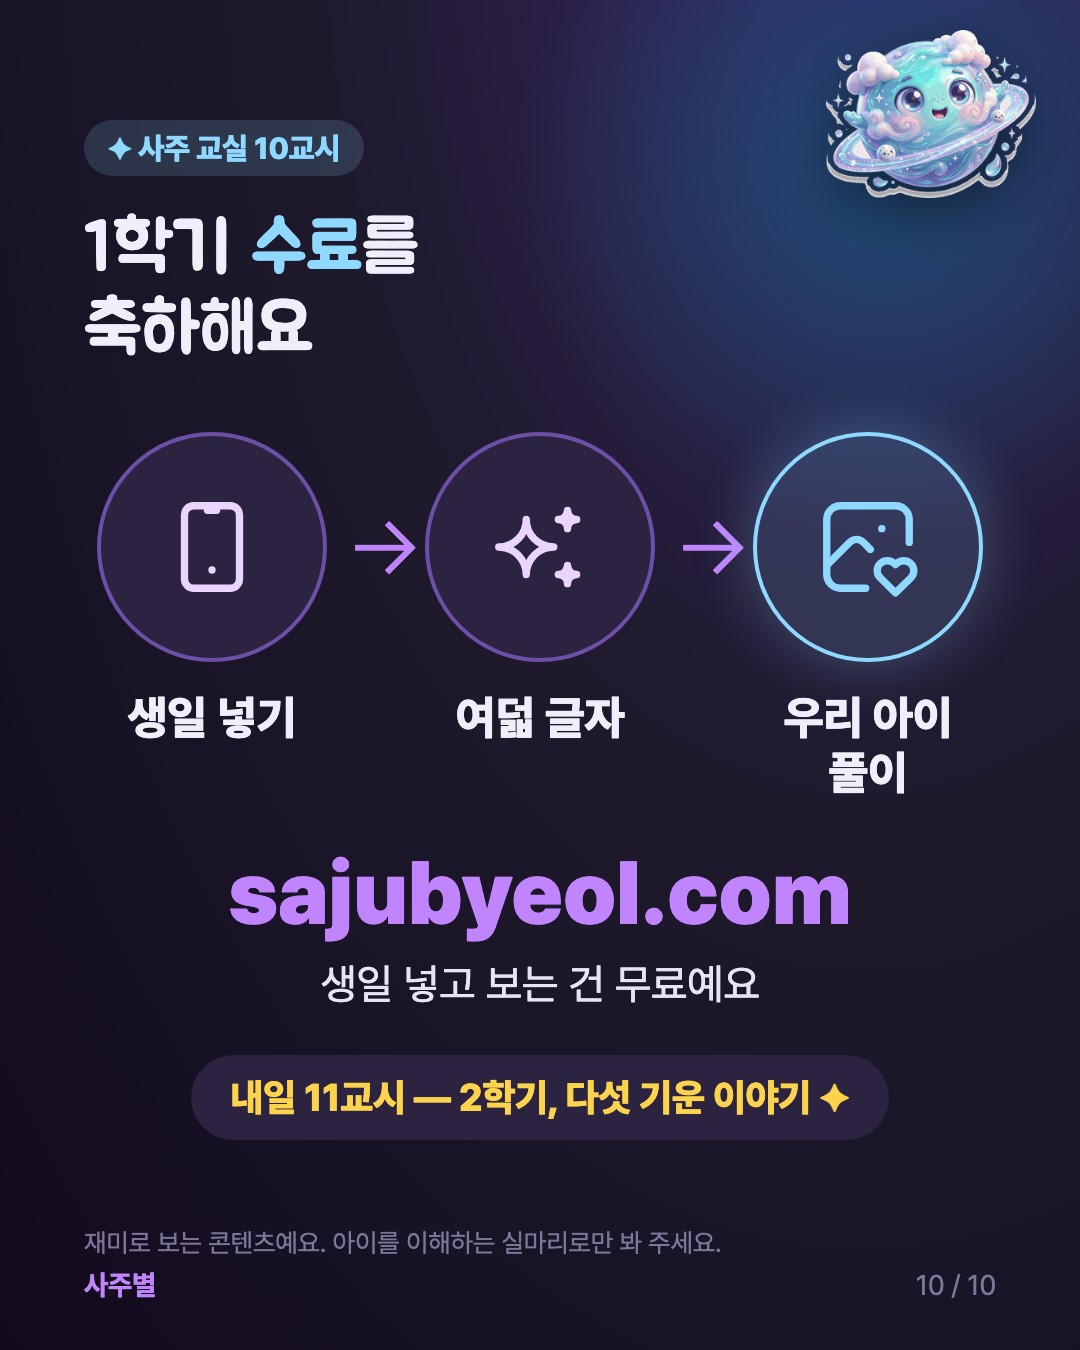 ✦ 사주 교실 10교시
1학기 수료를
축하해요
생일 넣기
여덟 글자
우리 아이
풀이
sajubyeol.com
생일 넣고 보는 건 무료예요
내일 11교시 — 2학기, 다섯 기운 이야기 ✦
재미로 보는 콘텐츠예요. 아이를 이해하는 실마리로만 봐 주세요.
사주별
10 / 10